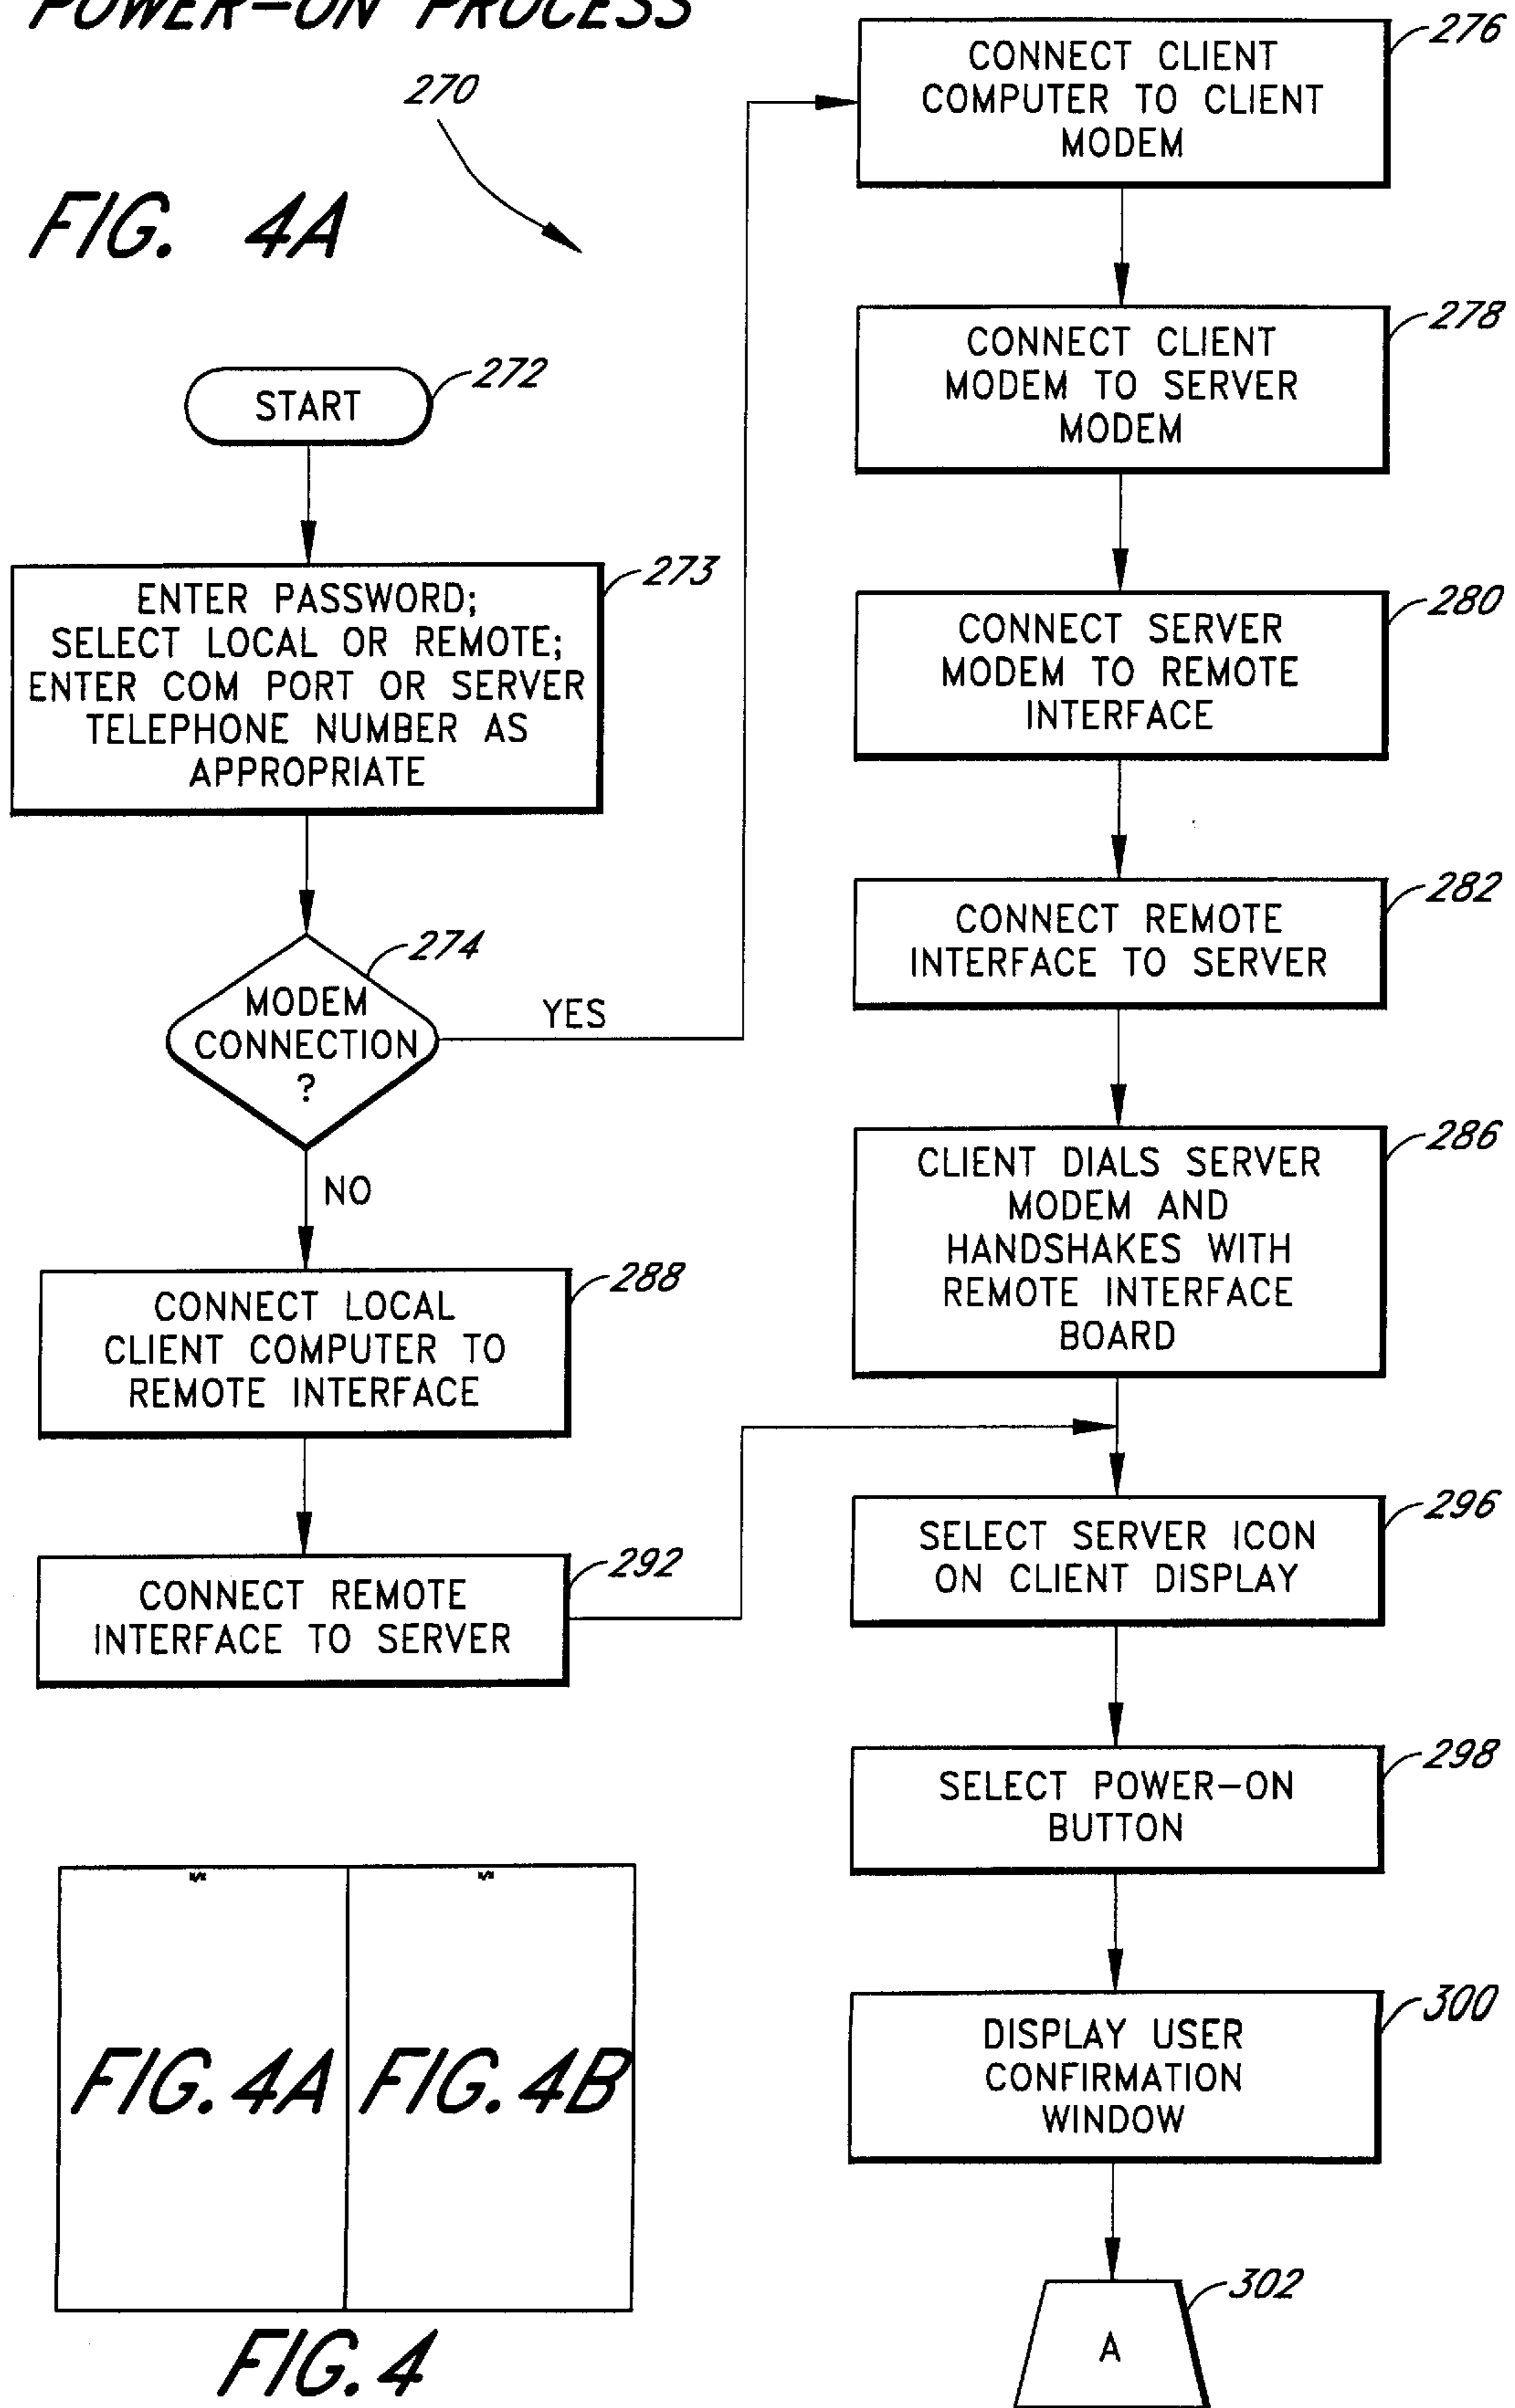 POWER-ON PROCESS
270
FIG. 4A
START
272
ENTER PASSWORD;
SELECT LOCAL OR REMOTE;
ENTER COM PORT OR SERVER
TELEPHONE NUMBER AS
APPROPRIATE
273
MODEM
CONNECTION
?
274
YES
NO
CONNECT LOCAL
CLIENT COMPUTER TO
REMOTE INTERFACE
288
CONNECT REMOTE
INTERFACE TO SERVER
292
CONNECT CLIENT
COMPUTER TO CLIENT
MODEM
276
CONNECT CLIENT
MODEM TO SERVER
MODEM
278
CONNECT SERVER
MODEM TO REMOTE
INTERFACE
280
CONNECT REMOTE
INTERFACE TO SERVER
282
CLIENT DIALS SERVER
MODEM AND
HANDSHAKES WITH
REMOTE INTERFACE
BOARD
286
SELECT SERVER ICON
ON CLIENT DISPLAY
296
SELECT POWER-ON
BUTTON
298
DISPLAY USER
CONFIRMATION
WINDOW
300
A
302
FIG. 4A
FIG. 4B
FIG. 4